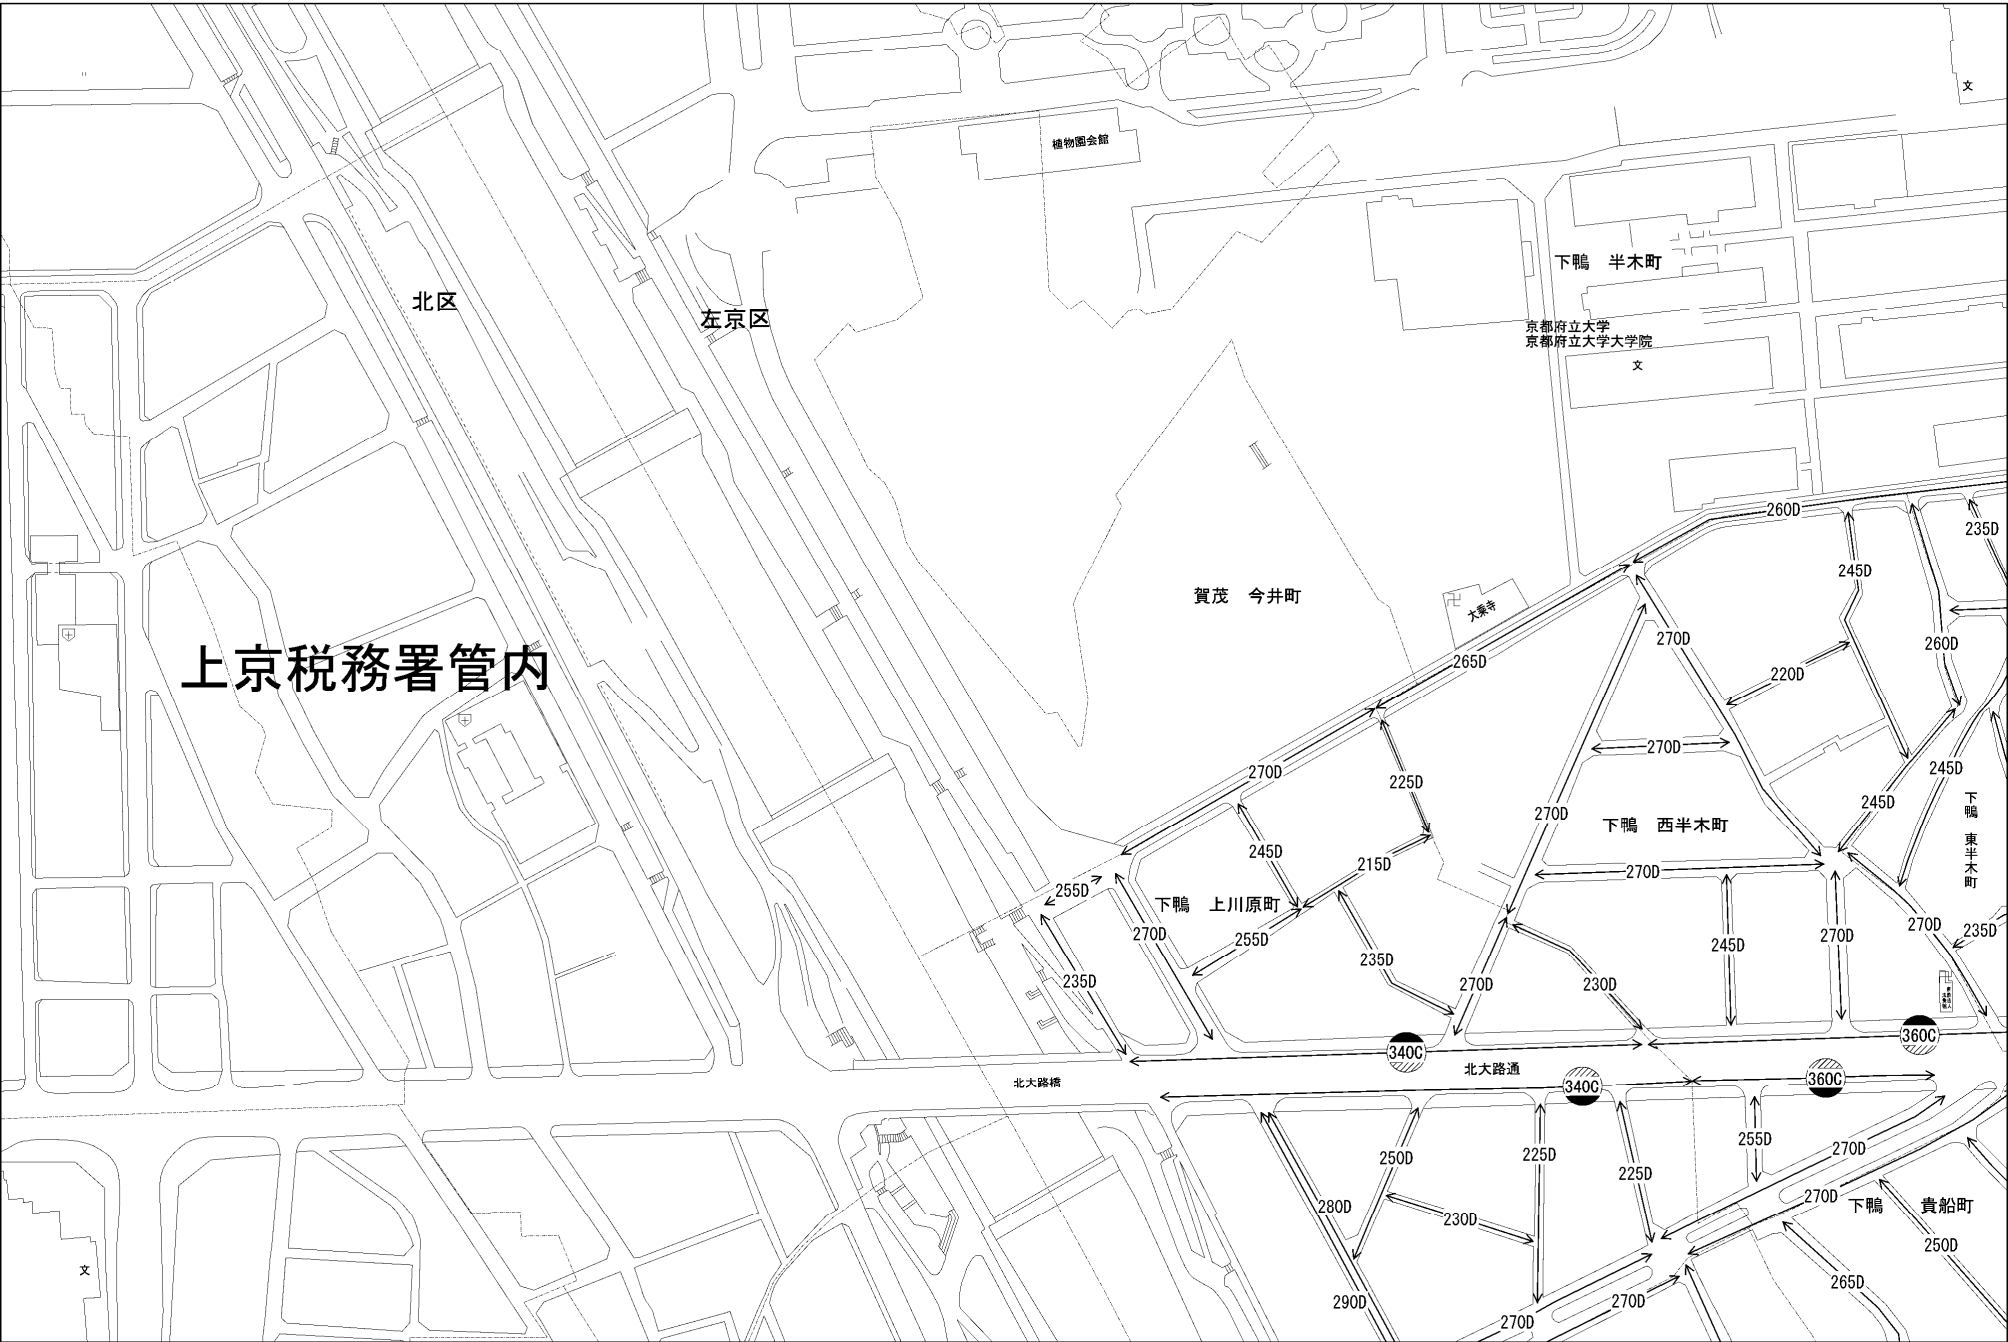 文
植物園会館
下鴨 半木町
北区
左京区
京都府立大学
京都府立大学大学院
文
260D
235D
245D
賀茂 今井町
大乗寺
270D
260D
265D
上京税務署管内
220D
270D
245D
270D
225D
245D
270D
下鴨 西半木町
下鴨 東半木町
245D
215D
270D
255D
下鴨 上川原町
270D
255D
245D
270D
270D
235D
235D
235D
270D
230D
340C
360C
北大路通
北大路橋
340C
360C
255D
270D
250D
225D
225D
270D
280D
230D
下鴨 貴船町
250D
文
265D
290D
270D
270D